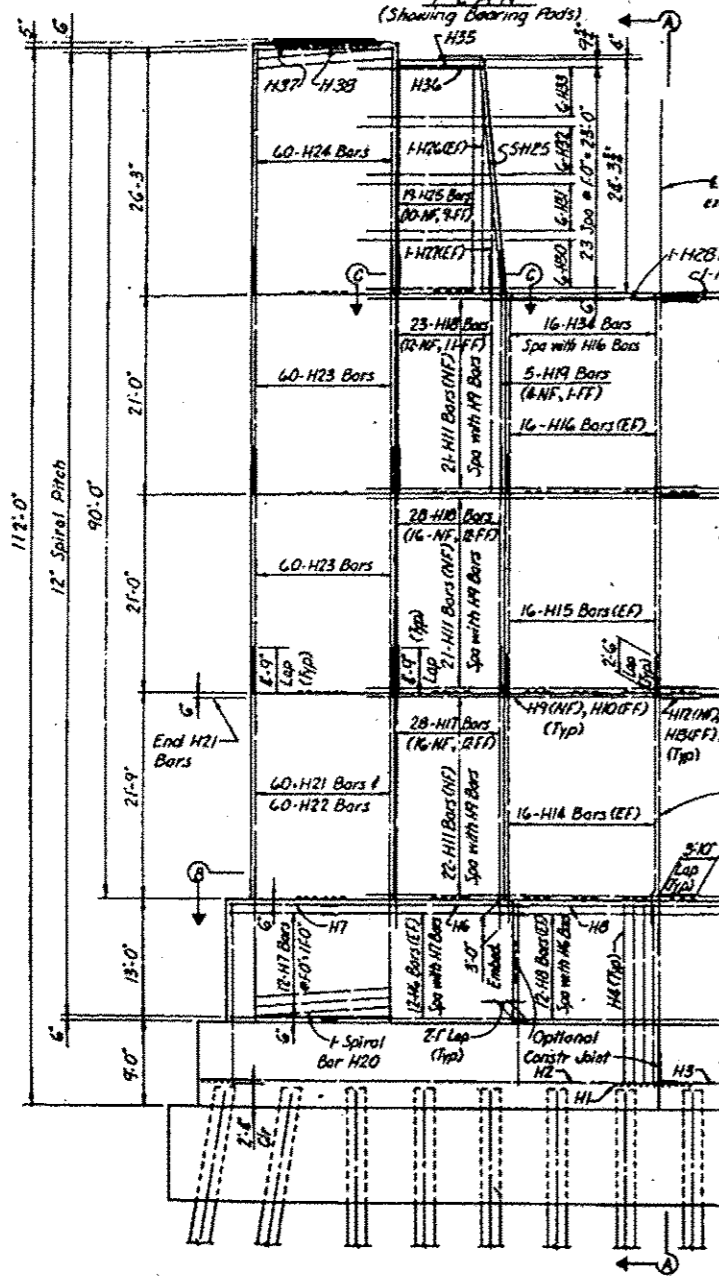 (Showing Bearing Pads)
A
5"
6"
H35
6"
H37
H38
H36
6-H33
60-H24 Bars
1-H26(EF)
5-H25
6-H32
26'-3"
19-H25 Bars
(10-NF, 9-FF)
6-H31
23 Spa @ 1'-0" = 23'-0"
1-H27(EF)
6-H30
C
C
1-H28
6"
23-H18 Bars
(12-NF, 11-FF)
16-H34 Bars
Spa with H16 Bars
60-H23 Bars
5-H19 Bars
(4-NF, 1-FF)
21'-0"
21-H11 Bars (NF)
Spa with H9 Bars
16-H16 Bars (EF)
112'-0"
12" Spiral Pitch
90'-0"
28-H18 Bars
(16-NF, 12-FF)
60-H23 Bars
21'-0"
21-H11 Bars (NF)
Spa with H9 Bars
16-H15 Bars (EF)
Lap
(Typ)
(Typ)
Lap
2'-6"
Lap
(Typ)
6"
End H21
Bars
H9(NF), H10(FF)
(Typ)
H12(NF),
H13(FF),
(Typ)
28-H17 Bars
(16-NF, 12-FF)
60-H21 Bars &
60-H22 Bars
21'-9"
22-H11 Bars (NF)
Spa with H9 Bars
16-H14 Bars (EF)
3'-10"
Lap
(Typ)
B
6"
H7
H6
H8
13'-0"
12-H7 Bars
@ 1'-0" = 11'-0"
12-H6 Bars (EF)
Spa with H7 Bars
3'-0"
Embed.
12-H8 Bars (EF)
Spa with H6 Bars
H4 (Typ)
6"
6"
1-Spiral
Bar H20
2'-1" Lap
(Typ)
Optional
Constr Joint
9'-0"
H2
H1
H3
Clr
A